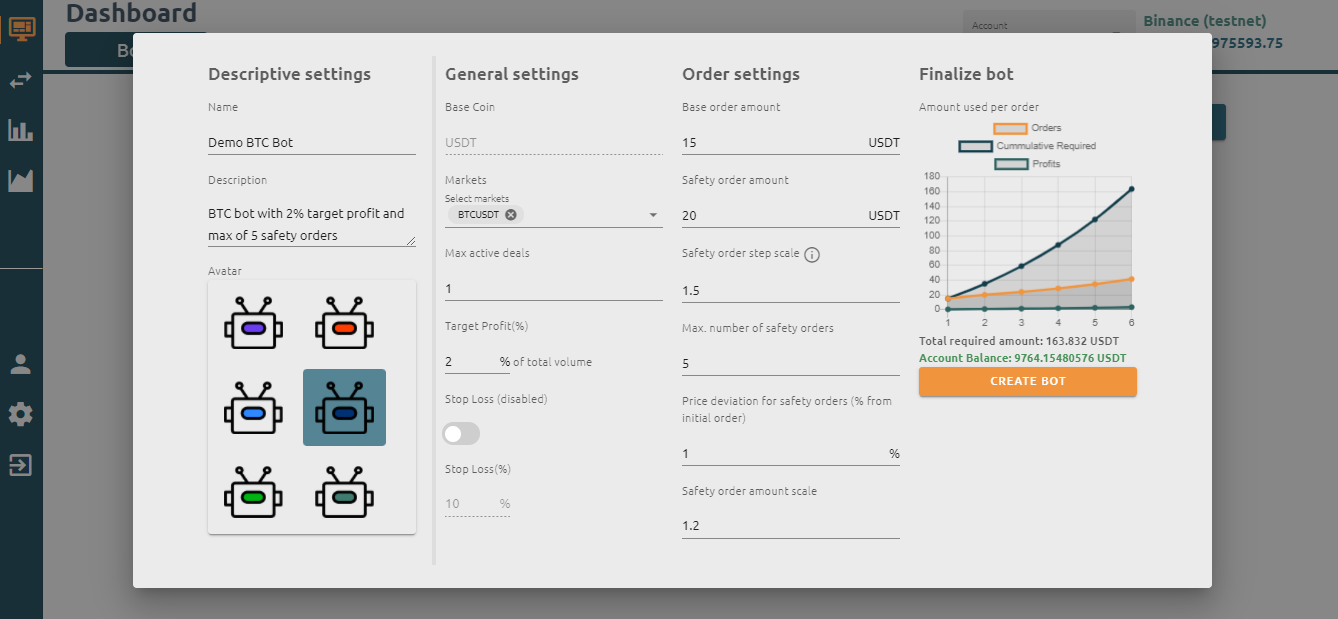 Dashboard
Bo
Account
Binance (testnet)
975593.75
Descriptive settings
Name
Demo BTC Bot
Description
BTC bot with 2% target profit and
max of 5 safety orders
Avatar
General settings
Base Coin
USDT
Markets
Select markets
BTCUSDT
Max active deals
1
Target Profit(%)
2 % of total volume
Stop Loss (disabled)
Stop Loss(%)
10 %
Order settings
Base order amount
15 USDT
Safety order amount
20 USDT
Safety order step scale
1.5
Max. number of safety orders
5
Price deviation for safety orders (% from
initial order)
1 %
Safety order amount scale
1.2
Finalize bot
Amount used per order
Orders
Cummulative Required
Profits
180
160
140
120
100
80
60
40
20
0
1 2 3 4 5 6
Total required amount: 163.832 USDT
Account Balance: 9764.15480576 USDT
CREATE BOT